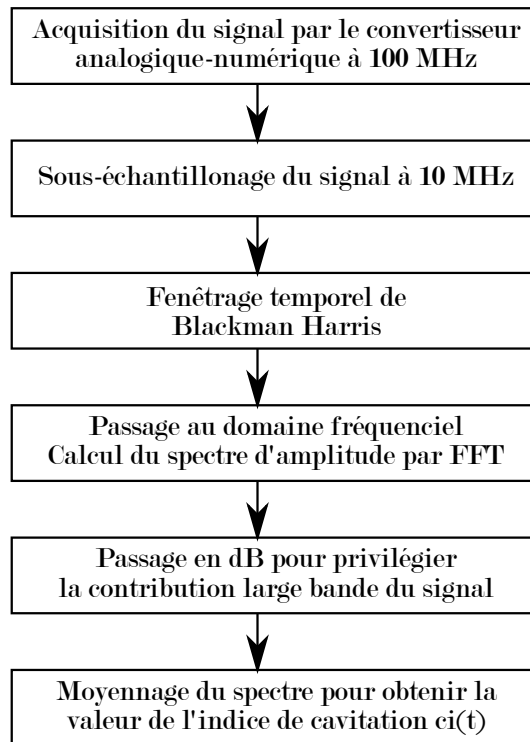 Acquisition du signal par le convertisseur
analogique-numérique à 100 MHz
Sous-échantillonage du signal à 10 MHz
Fenêtrage temporel de
Blackman Harris
Passage au domaine fréquenciel
Calcul du spectre d'amplitude par FFT
Passage en dB pour privilégier
la contribution large bande du signal
Moyennage du spectre pour obtenir la
valeur de l'indice de cavitation ci(t)